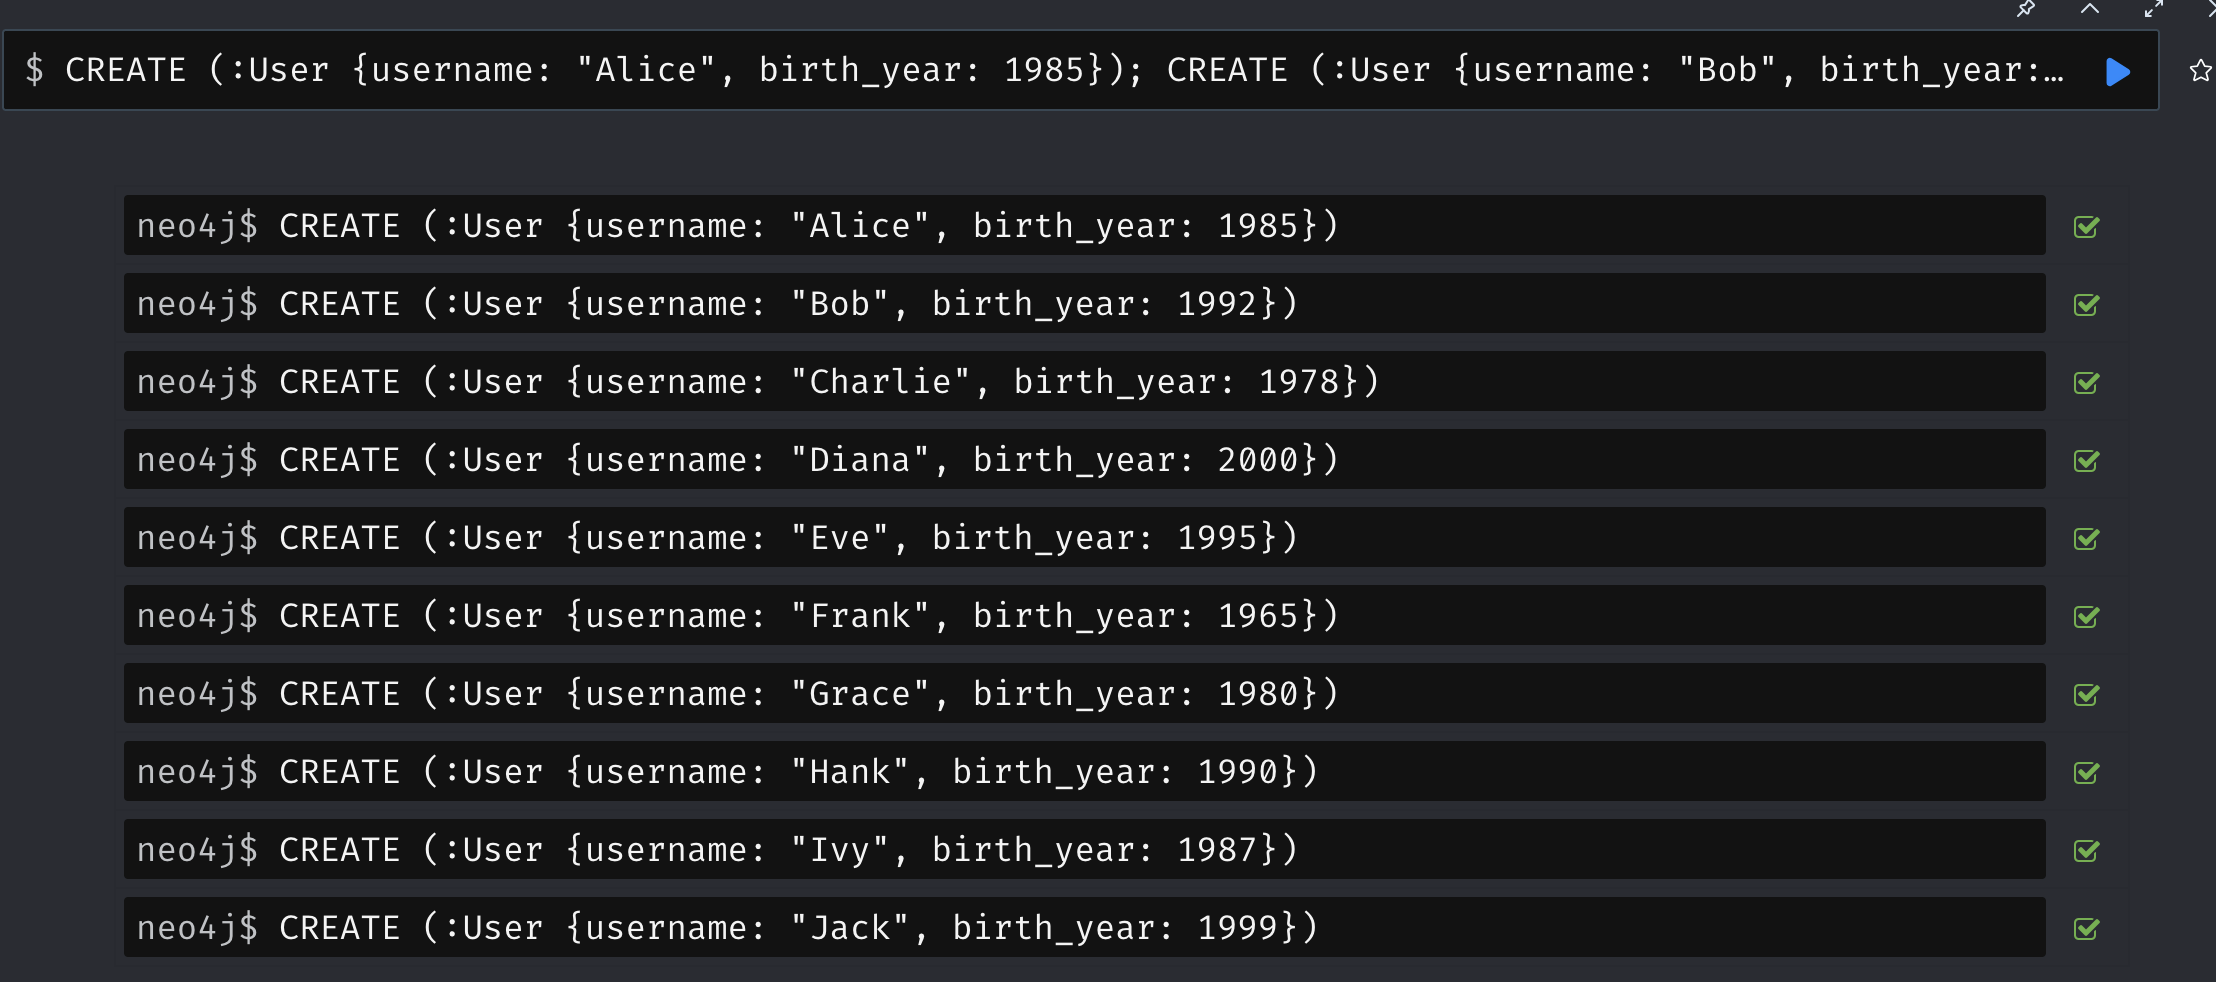 $ CREATE (:User {username: "Alice", birth_year: 1985}); CREATE (:User {username: "Bob", birth_year:…
neo4j$ CREATE (:User {username: "Alice", birth_year: 1985})
neo4j$ CREATE (:User {username: "Bob", birth_year: 1992})
neo4j$ CREATE (:User {username: "Charlie", birth_year: 1978})
neo4j$ CREATE (:User {username: "Diana", birth_year: 2000})
neo4j$ CREATE (:User {username: "Eve", birth_year: 1995})
neo4j$ CREATE (:User {username: "Frank", birth_year: 1965})
neo4j$ CREATE (:User {username: "Grace", birth_year: 1980})
neo4j$ CREATE (:User {username: "Hank", birth_year: 1990})
neo4j$ CREATE (:User {username: "Ivy", birth_year: 1987})
neo4j$ CREATE (:User {username: "Jack", birth_year: 1999})